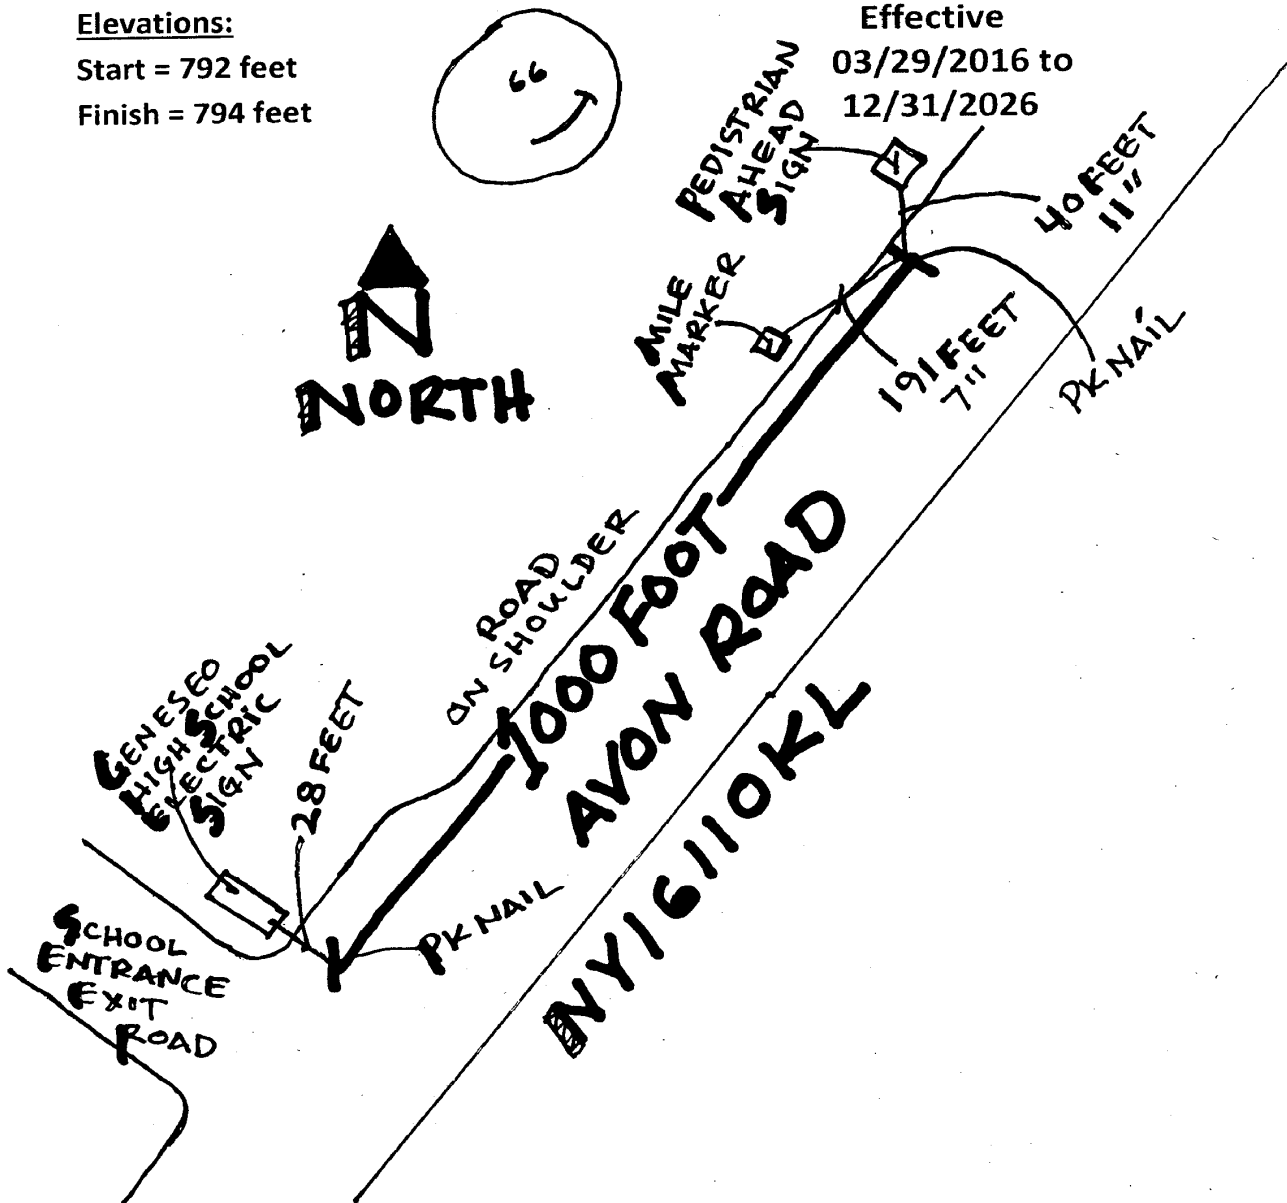 Elevations:
Start = 792 feet
Finish = 794 feet
Effective
03/29/2016 to
12/31/2026
PEDISTRIAN
AHEAD
SIGN
40 FEET
11"
MILE
MARKER
191 FEET
7"
PK NAIL
N
NORTH
ROAD
ON SHOULDER
1000 FOOT
AVON ROAD
NY16110KL
GENESEO
HIGH SCHOOL
ELECTRIC
SIGN
28 FEET
PK NAIL
SCHOOL
ENTRANCE
EXIT
ROAD